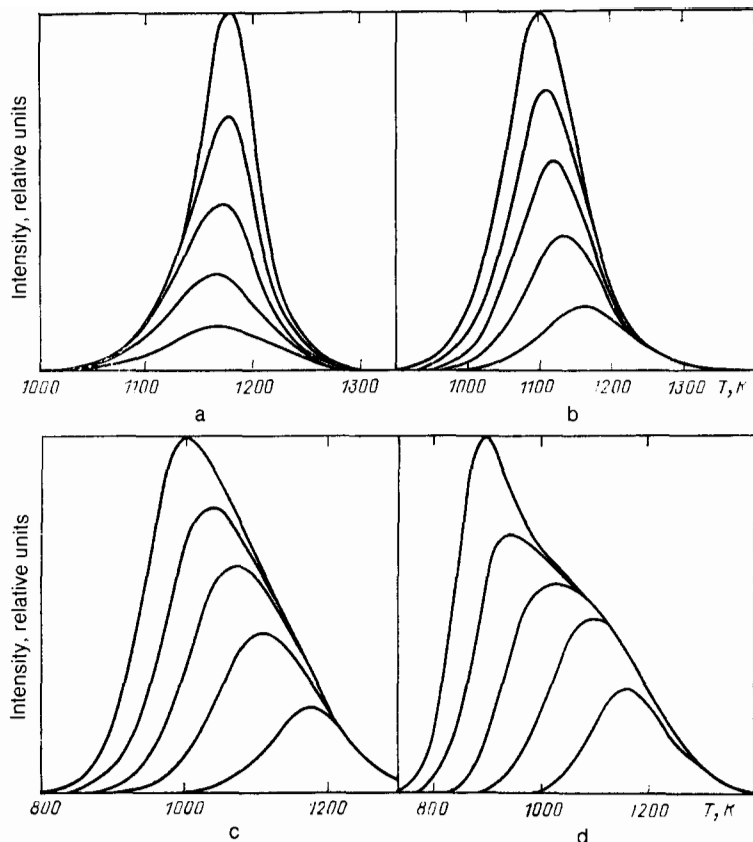 Intensity, relative units
1000 1100 1200 1300
1000 1100 1200 1300 T, K
a
b
Intensity, relative units
800 1000 1200
800 1000 1200 T, K
c
d